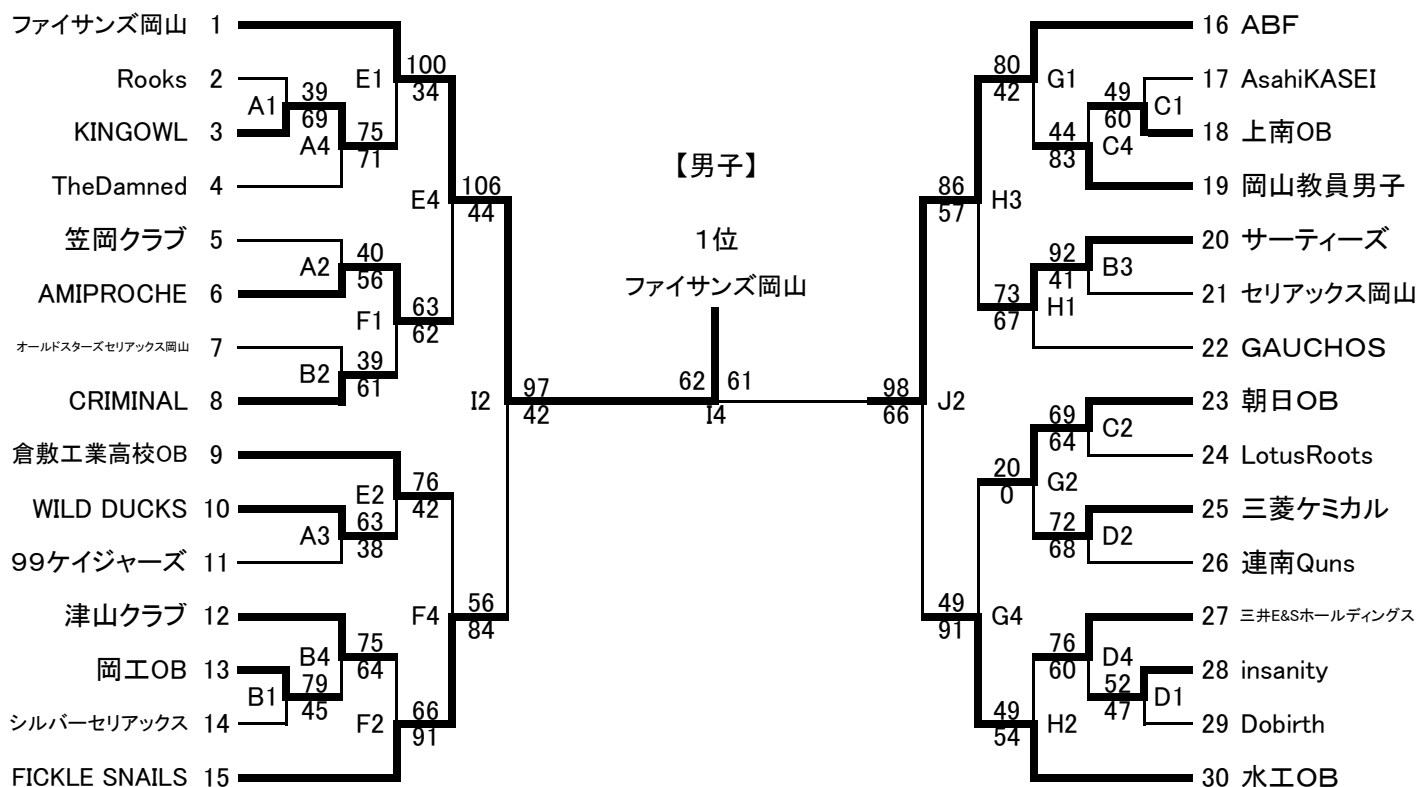 ファイサンズ岡山 1
Rooks 2
KINGOWL 3
TheDamned 4
笠岡クラブ 5
AMIPROCHE 6
オールドスターズセリアックス岡山 7
CRIMINAL 8
倉敷工業高校OB 9
WILD DUCKS 10
99ケイジャーズ 11
津山クラブ 12
岡工OB 13
シルバーセリアックス 14
FICKLE SNAILS 15
A1
39
69
A4
75
71
E1
100
34
A2
40
56
F1
B2
39
61
63
62
E4
106
44
E2
76
42
A3
63
38
B4
75
64
B1
79
45
F2
66
91
F4
56
84
I2
97
42
【男子】
1位
ファイサンズ岡山
62 61
I4
98
66
J2
86
57
H3
80
42
G1
49
60
C1
44
83
C4
92
41
B3
73
67
H1
69
64
C2
20
0
G2
72
68
D2
49
91
G4
76
60
D4
52
47
D1
49
54
H2
16 ABF
17 AsahiKASEI
18 上南OB
19 岡山教員男子
20 サーティーズ
21 セリアックス岡山
22 GAUCHOS
23 朝日OB
24 LotusRoots
25 三菱ケミカル
26 連南Quns
27 三井E&Sホールディングス
28 insanity
29 Dobirth
30 水工OB